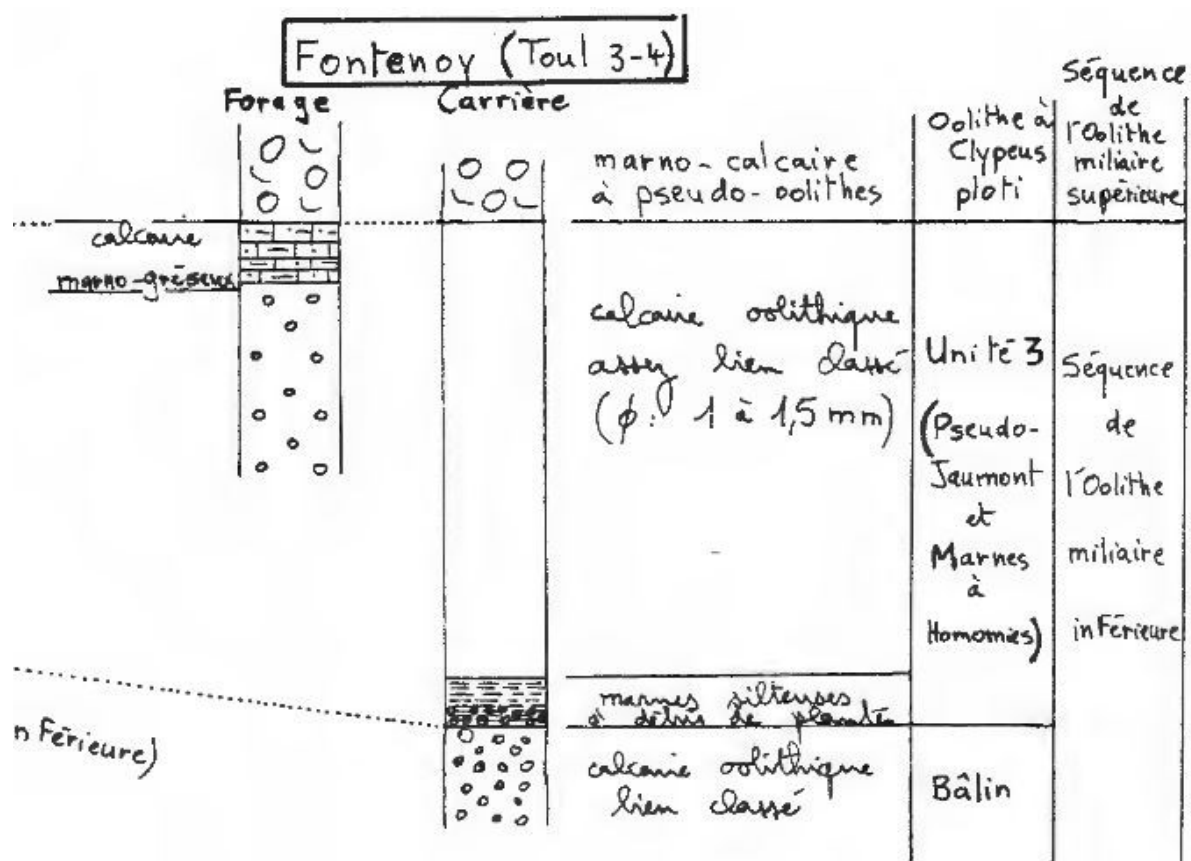 Fontenoy (Toul 3-4)
Forage
Carrière
calcaire
marno-gréseux
marno-calcaire
à pseudo-oolithes
Oolithe à
Clypeus
ploti
Séquence
de
l'Oolithe
miliaire
supérieure
calcaire oolithique
assez bien classé
(ϕ: 1 à 1,5 mm)
Unité 3
(Pseudo-
Jaumont
et
Marnes
à
Homomies)
Séquence
de
l'Oolithe
miliaire
inférieure
marnes silteuses
à débris de plantes
nférieure)
calcaire oolithique
bien classé
Bâlin